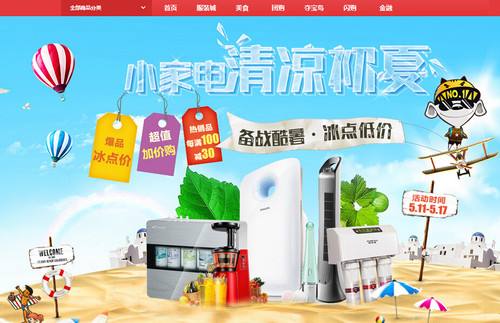 全部商品分类
首页
服装城
美食
团购
夺宝岛
闪购
金融
小家电清凉初夏
爆品
冰点价
超值
加价购
热销品
每满100
减30
备战酷暑·冰点低价
NO.1
活动时间
5.11-5.17
WELCOME